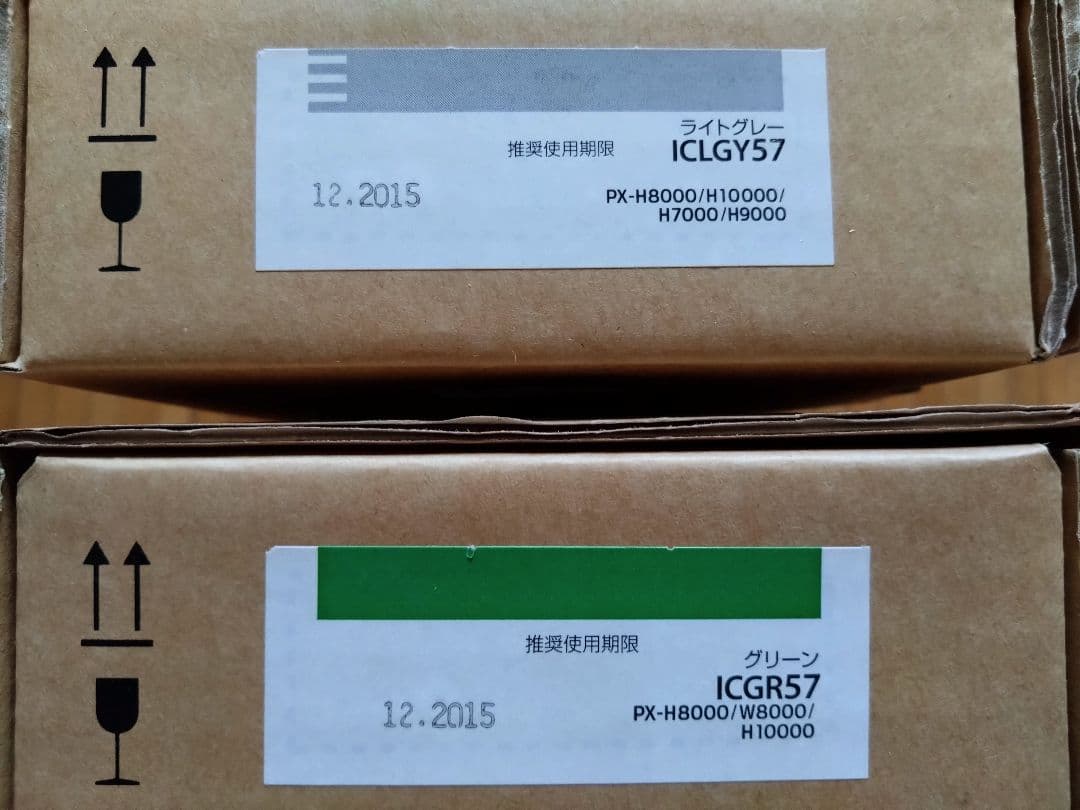 ライトグレー
推奨使用期限 ICLGY57
12.2015 PX-H8000/H10000/
H7000/H9000
推奨使用期限
グリーン
ICGR57
12.2015 PX-H8000/W8000/
H10000